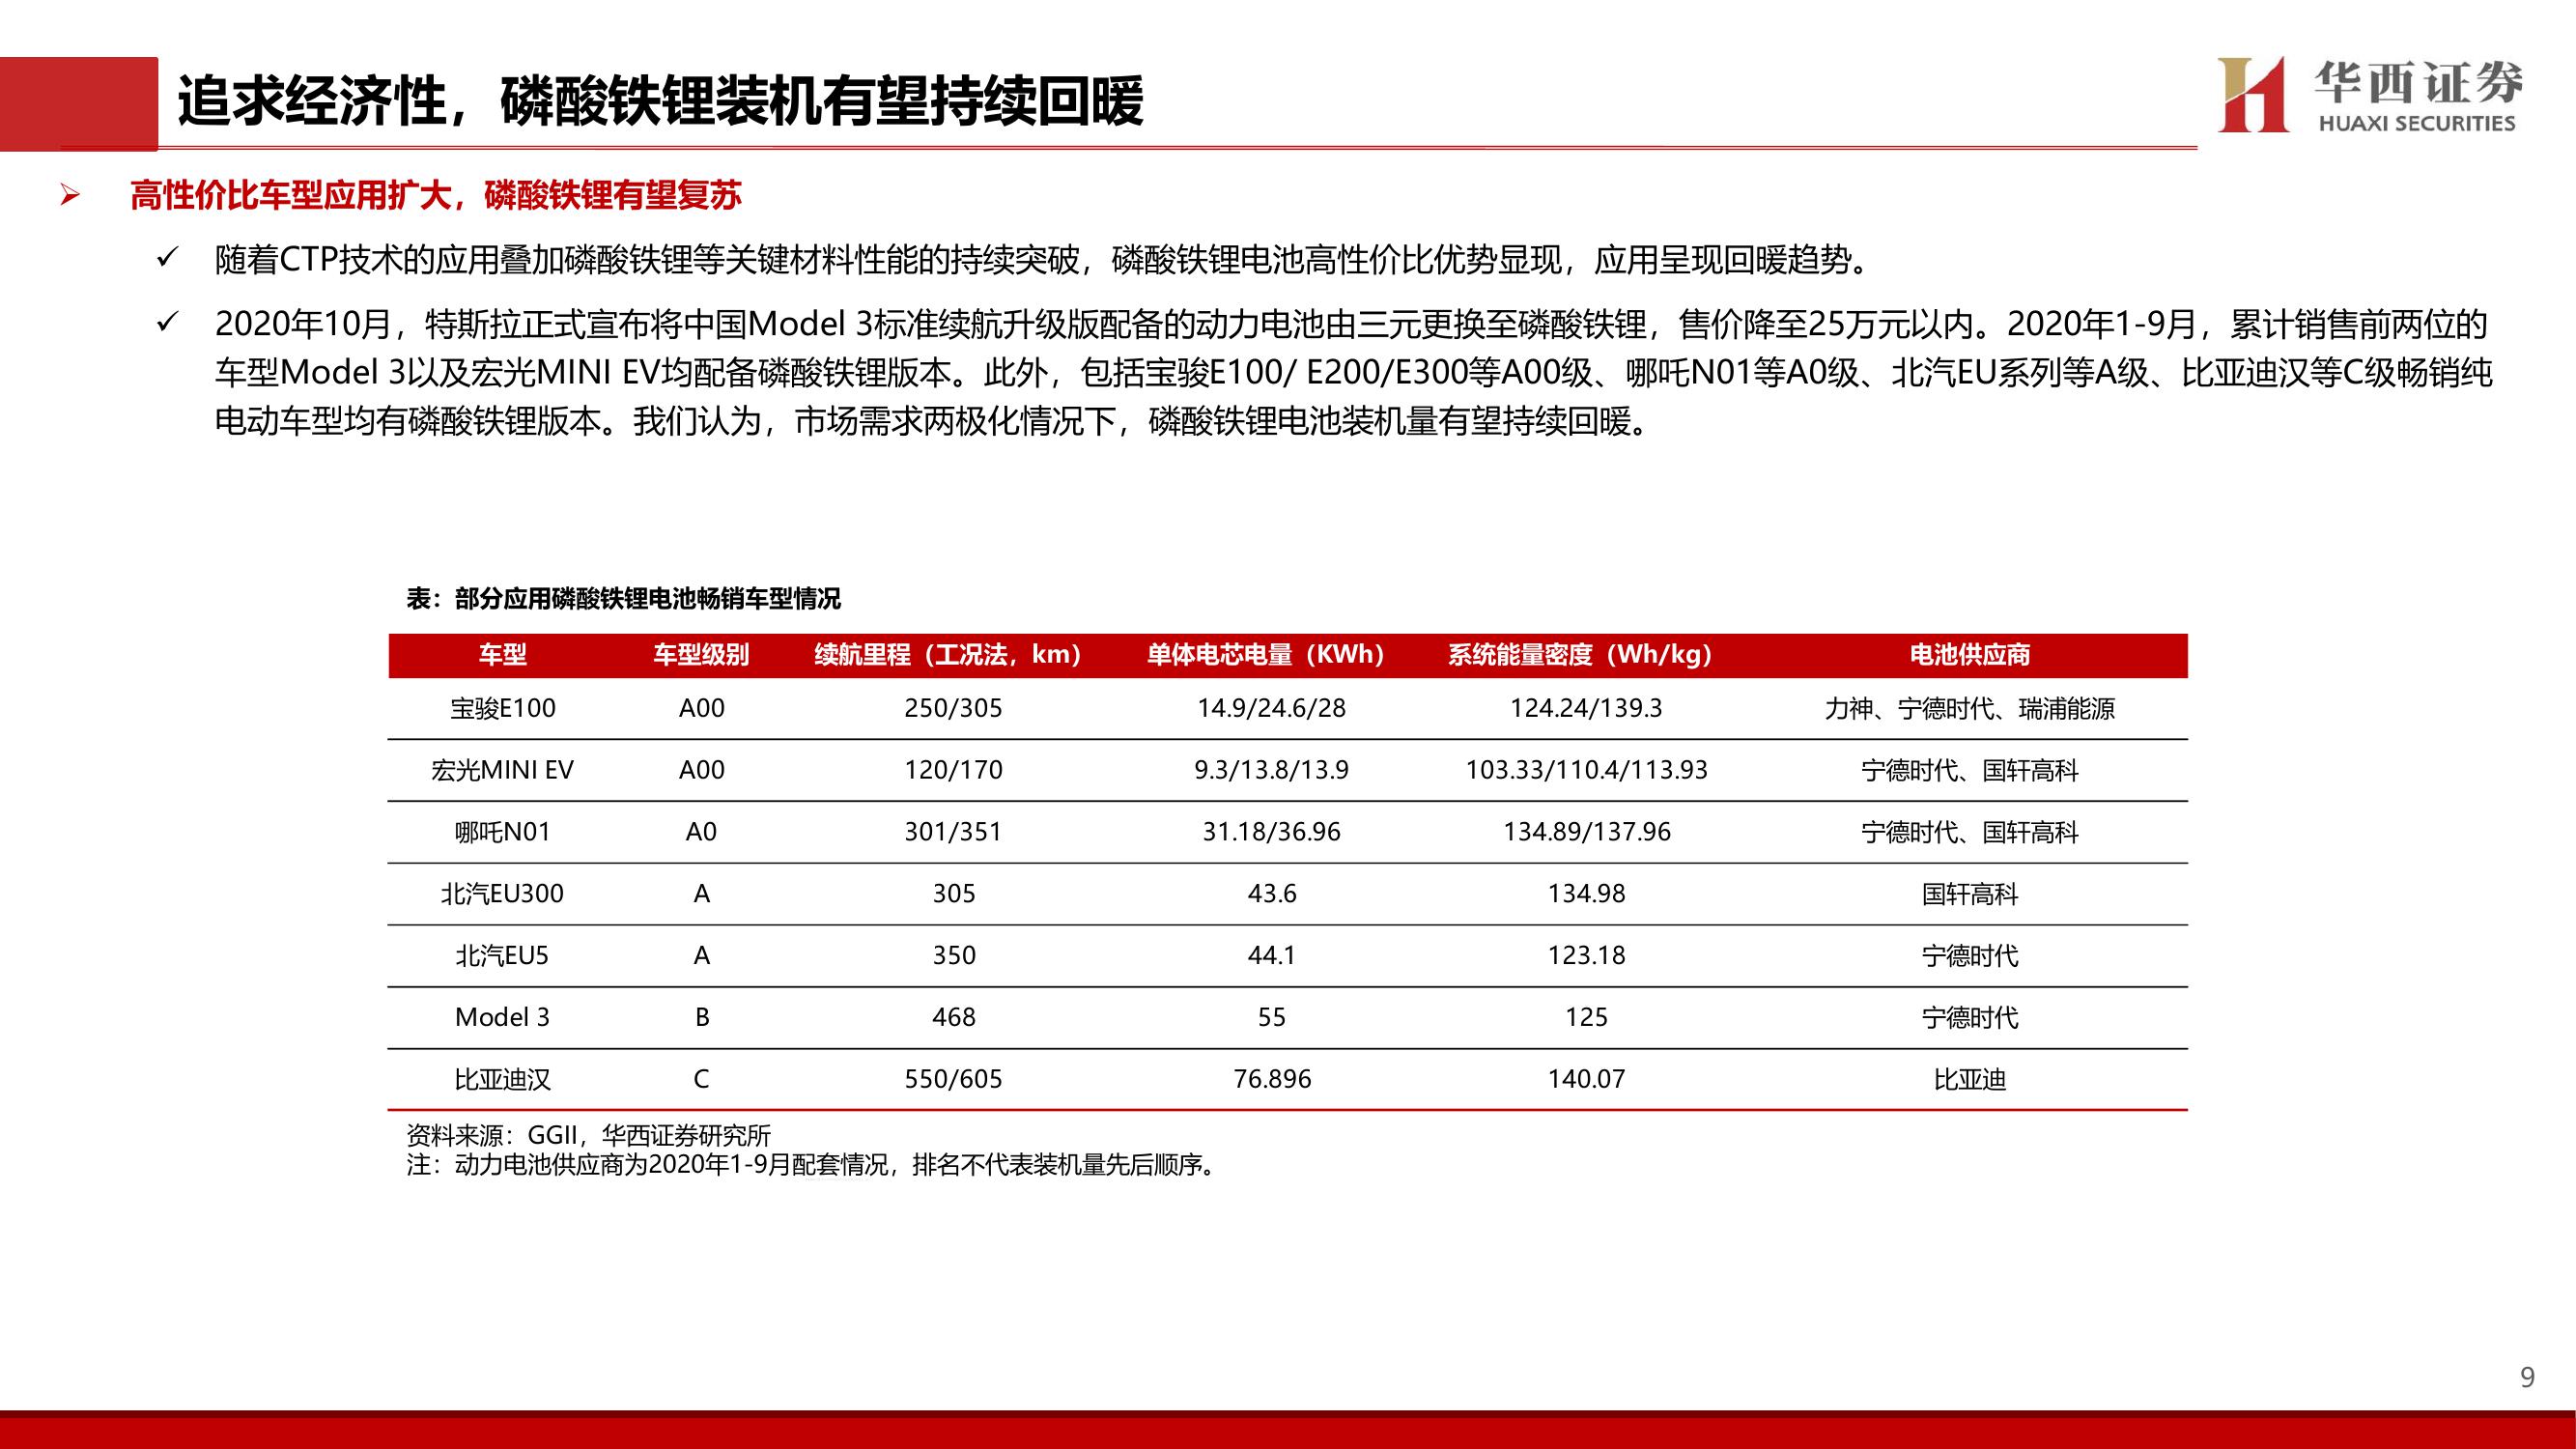 追求经济性，磷酸铁锂装机有望持续回暖
华西证券
HUAXI SECURITIES
高性价比车型应用扩大，磷酸铁锂有望复苏
随着CTP技术的应用叠加磷酸铁锂等关键材料性能的持续突破，磷酸铁锂电池高性价比优势显现，应用呈现回暖趋势。
2020年10月，特斯拉正式宣布将中国Model 3标准续航升级版配备的动力电池由三元更换至磷酸铁锂，售价降至25万元以内。2020年1-9月，累计销售前两位的
车型Model 3以及宏光MINI EV均配备磷酸铁锂版本。此外，包括宝骏E100/ E200/E300等A00级、哪吒N01等A0级、北汽EU系列等A级、比亚迪汉等C级畅销纯
电动车型均有磷酸铁锂版本。我们认为，市场需求两极化情况下，磷酸铁锂电池装机量有望持续回暖。
表：部分应用磷酸铁锂电池畅销车型情况
车型 车型级别 续航里程（工况法，km） 单体电芯电量（KWh） 系统能量密度（Wh/kg） 电池供应商
宝骏E100 A00 250/305 14.9/24.6/28 124.24/139.3 力神、宁德时代、瑞浦能源
宏光MINI EV A00 120/170 9.3/13.8/13.9 103.33/110.4/113.93 宁德时代、国轩高科
哪吒N01 A0 301/351 31.18/36.96 134.89/137.96 宁德时代、国轩高科
北汽EU300 A 305 43.6 134.98 国轩高科
北汽EU5 A 350 44.1 123.18 宁德时代
Model 3 B 468 55 125 宁德时代
比亚迪汉 C 550/605 76.896 140.07 比亚迪
资料来源：GGII，华西证券研究所
注：动力电池供应商为2020年1-9月配套情况，排名不代表装机量先后顺序。
9